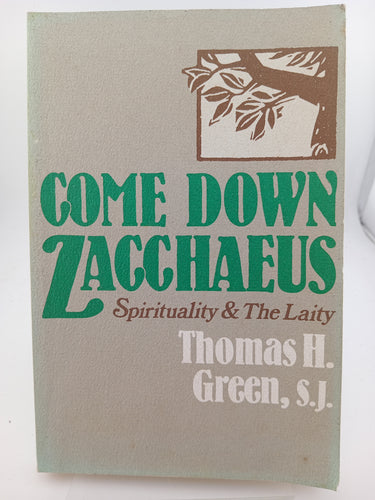 COME DOWN
ZACCHAEUS
Spirituality & The Laity
Thomas H.
Green, S.J.